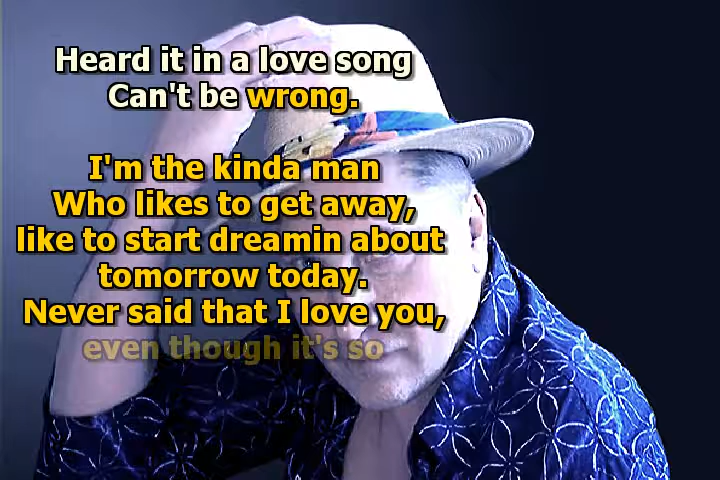 Heard it in a love song
Can't be wrong.
I'm the kinda man
Who likes to get away,
like to start dreamin about
tomorrow today.
Never said that I love you,
even though it's so